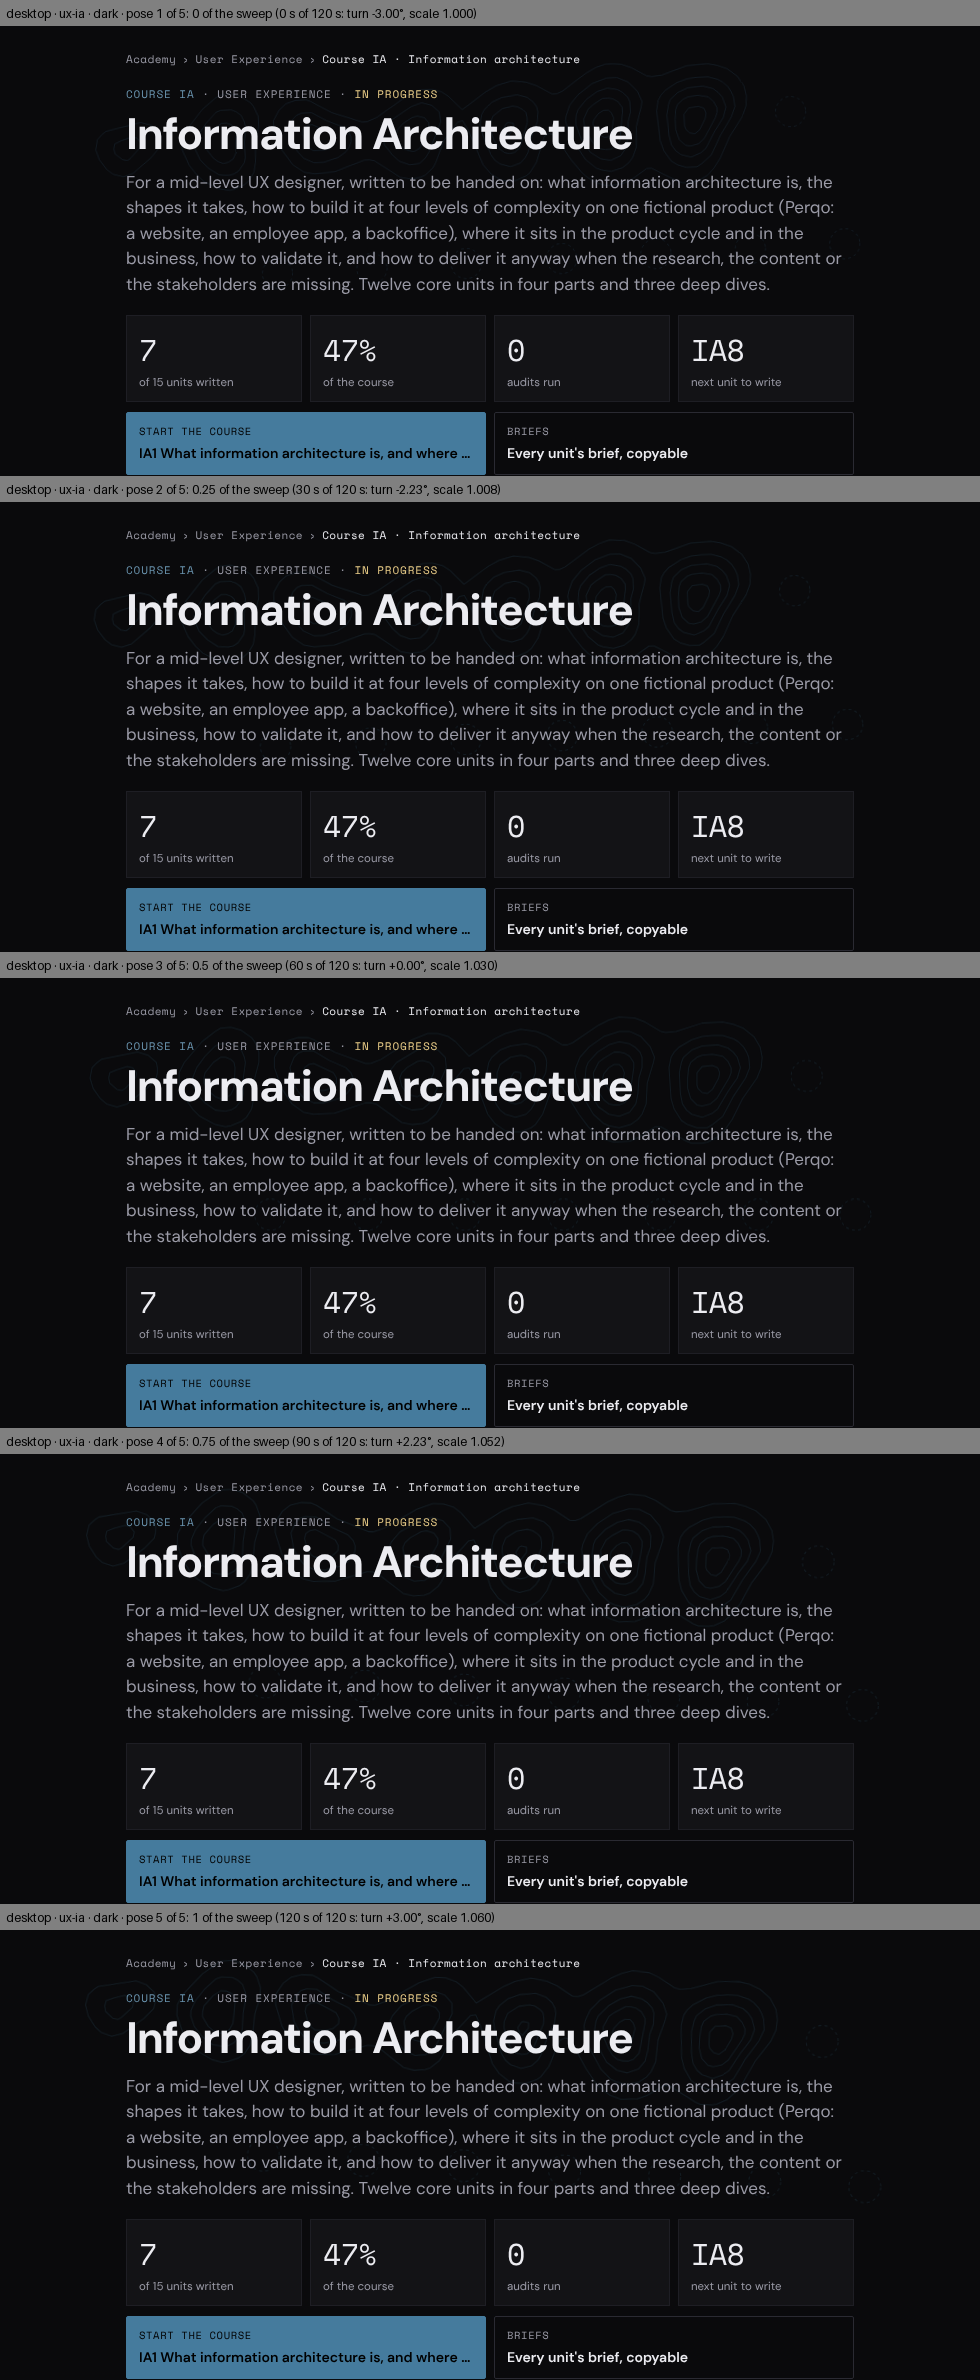 desktop · ux-ia · dark · pose 1 of 5: 0 of the sweep (0 s of 120 s: turn -3.00°, scale 1.000)
Academy › User Experience › Course IA · Information architecture
COURSE IA · USER EXPERIENCE · IN PROGRESS
Information Architecture
For a mid-level UX designer, written to be handed on: what information architecture is, the
shapes it takes, how to build it at four levels of complexity on one fictional product (Perqo:
a website, an employee app, a backoffice), where it sits in the product cycle and in the
business, how to validate it, and how to deliver it anyway when the research, the content or
the stakeholders are missing. Twelve core units in four parts and three deep dives.
7 47% 0 IA8
of 15 units written of the course audits run next unit to write
START THE COURSE BRIEFS
IA1 What information architecture is, and where ... Every unit's brief, copyable
desktop · ux-ia · dark · pose 2 of 5: 0.25 of the sweep (30 s of 120 s: turn -2.23°, scale 1.008)
Academy › User Experience › Course IA · Information architecture
COURSE IA · USER EXPERIENCE · IN PROGRESS
Information Architecture
For a mid-level UX designer, written to be handed on: what information architecture is, the
shapes it takes, how to build it at four levels of complexity on one fictional product (Perqo:
a website, an employee app, a backoffice), where it sits in the product cycle and in the
business, how to validate it, and how to deliver it anyway when the research, the content or
the stakeholders are missing. Twelve core units in four parts and three deep dives.
7 47% 0 IA8
of 15 units written of the course audits run next unit to write
START THE COURSE BRIEFS
IA1 What information architecture is, and where ... Every unit's brief, copyable
desktop · ux-ia · dark · pose 3 of 5: 0.5 of the sweep (60 s of 120 s: turn +0.00°, scale 1.030)
Academy › User Experience › Course IA · Information architecture
COURSE IA · USER EXPERIENCE · IN PROGRESS
Information Architecture
For a mid-level UX designer, written to be handed on: what information architecture is, the
shapes it takes, how to build it at four levels of complexity on one fictional product (Perqo:
a website, an employee app, a backoffice), where it sits in the product cycle and in the
business, how to validate it, and how to deliver it anyway when the research, the content or
the stakeholders are missing. Twelve core units in four parts and three deep dives.
7 47% 0 IA8
of 15 units written of the course audits run next unit to write
START THE COURSE BRIEFS
IA1 What information architecture is, and where ... Every unit's brief, copyable
desktop · ux-ia · dark · pose 4 of 5: 0.75 of the sweep (90 s of 120 s: turn +2.23°, scale 1.052)
Academy › User Experience › Course IA · Information architecture
COURSE IA · USER EXPERIENCE · IN PROGRESS
Information Architecture
For a mid-level UX designer, written to be handed on: what information architecture is, the
shapes it takes, how to build it at four levels of complexity on one fictional product (Perqo:
a website, an employee app, a backoffice), where it sits in the product cycle and in the
business, how to validate it, and how to deliver it anyway when the research, the content or
the stakeholders are missing. Twelve core units in four parts and three deep dives.
7 47% 0 IA8
of 15 units written of the course audits run next unit to write
START THE COURSE BRIEFS
IA1 What information architecture is, and where ... Every unit's brief, copyable
desktop · ux-ia · dark · pose 5 of 5: 1 of the sweep (120 s of 120 s: turn +3.00°, scale 1.060)
Academy › User Experience › Course IA · Information architecture
COURSE IA · USER EXPERIENCE · IN PROGRESS
Information Architecture
For a mid-level UX designer, written to be handed on: what information architecture is, the
shapes it takes, how to build it at four levels of complexity on one fictional product (Perqo:
a website, an employee app, a backoffice), where it sits in the product cycle and in the
business, how to validate it, and how to deliver it anyway when the research, the content or
the stakeholders are missing. Twelve core units in four parts and three deep dives.
7 47% 0 IA8
of 15 units written of the course audits run next unit to write
START THE COURSE BRIEFS
IA1 What information architecture is, and where ... Every unit's brief, copyable